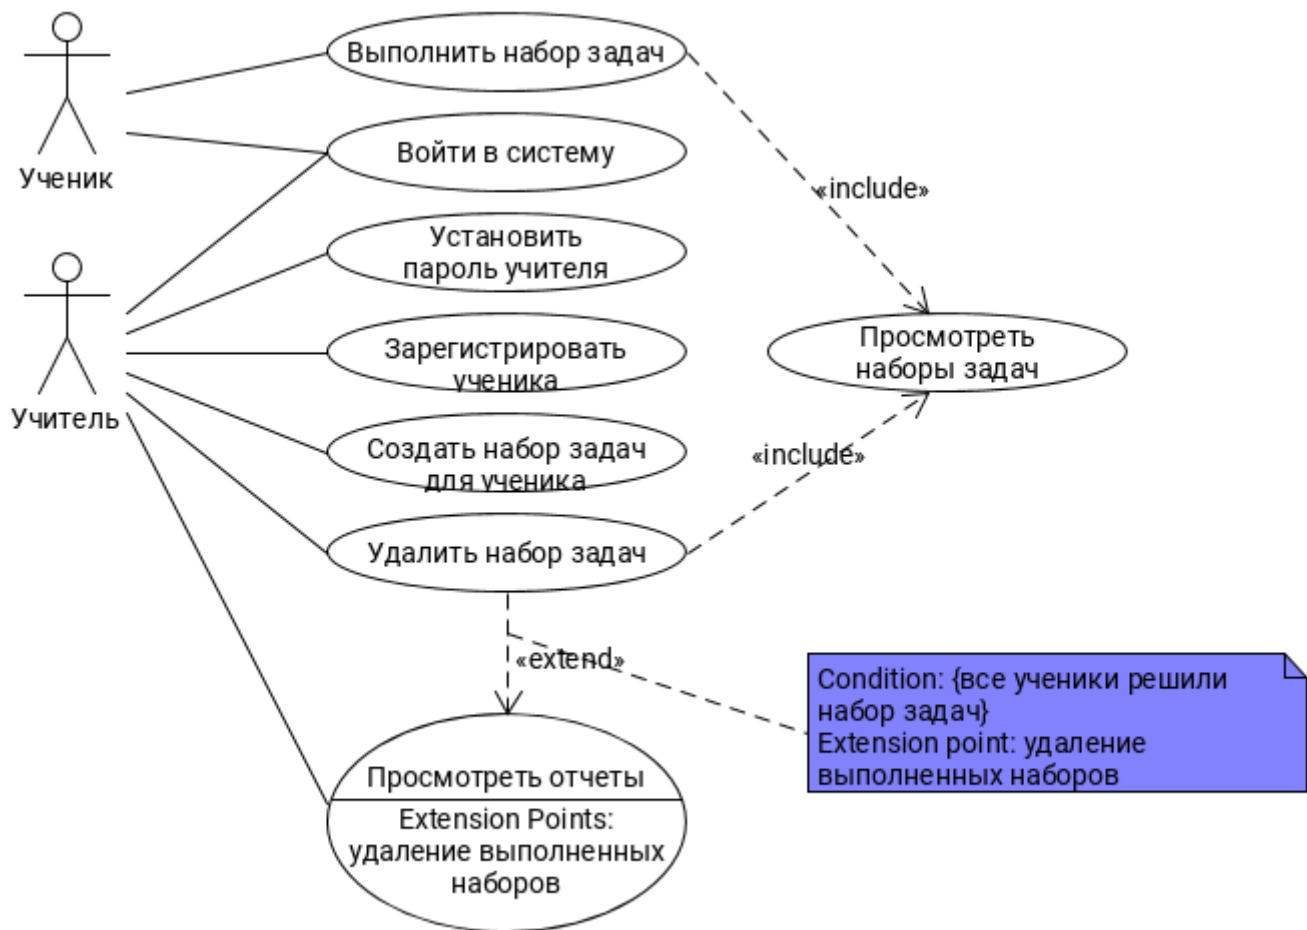 Выполнить набор задач
Войти в систему
Ученик
«include»
Установить
пароль учителя
Просмотреть
наборы задач
Зарегистрировать
ученика
Учитель
Создать набор задач
для ученика
«include»
Удалить набор задач
«extend»
Condition: {все ученики решили
набор задач}
Extension point: удаление
выполненных наборов
Просмотреть отчеты
Extension Points:
удаление выполненных
наборов